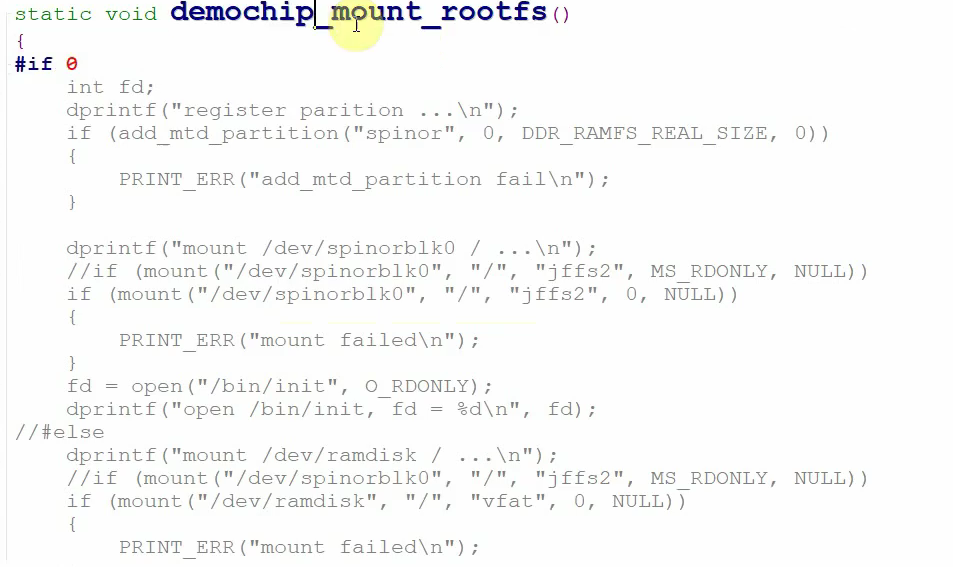 static void demochip_mount_rootfs()
{
#if 0
int fd;
dprintf("register parition ...\n");
if (add_mtd_partition("spinor", 0, DDR_RAMFS_REAL_SIZE, 0))
{
PRINT_ERR("add_mtd_partition fail\n");
}
dprintf("mount /dev/spinorblk0 / ...\n");
//if (mount("/dev/spinorblk0", "/", "jffs2", MS_RDONLY, NULL))
if (mount("/dev/spinorblk0", "/", "jffs2", 0, NULL))
{
PRINT_ERR("mount failed\n");
}
fd = open("/bin/init", O_RDONLY);
dprintf("open /bin/init, fd = %d\n", fd);
//#else
dprintf("mount /dev/ramdisk / ...\n");
//if (mount("/dev/spinorblk0", "/", "jffs2", MS_RDONLY, NULL))
if (mount("/dev/ramdisk", "/", "vfat", 0, NULL))
{
PRINT_ERR("mount failed\n");